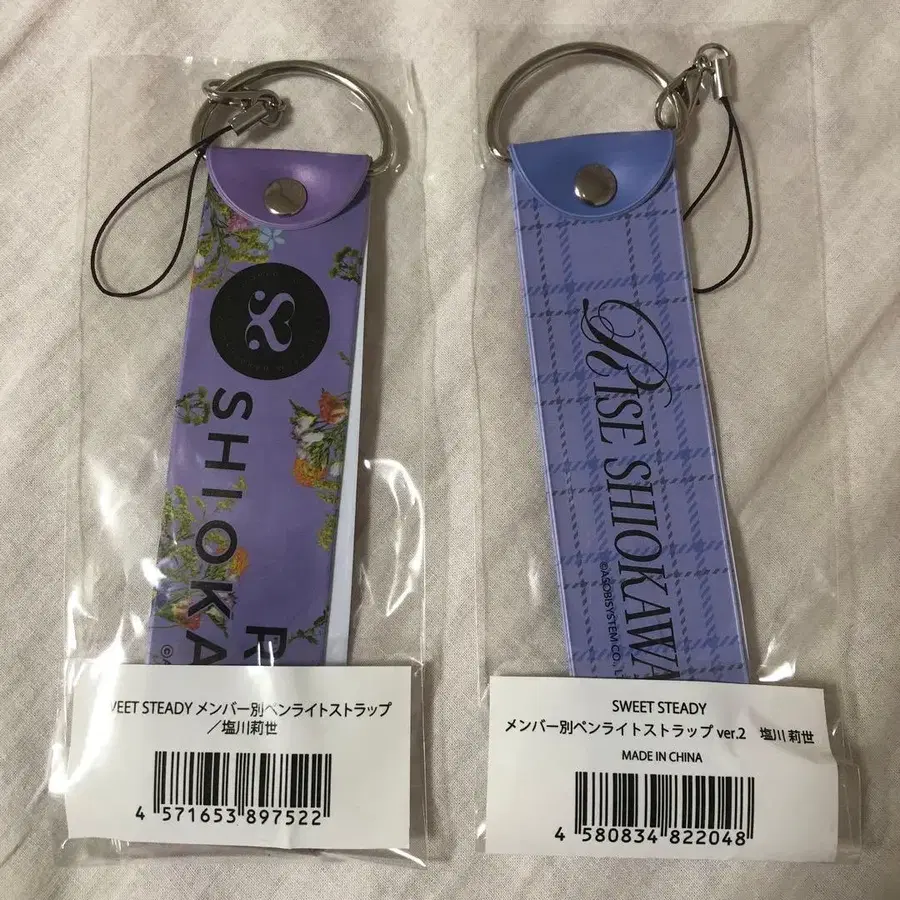 SHIOKA
R
WEET STEADY メンバー別ペンライトストラップ
／塩川莉世
4 571653 897522
RISE SHIOKAWA
©ASOBISYSTEM CO., L
SWEET STEADY
メンバー別ペンライトストラップ ver.2 塩川 莉世
MADE IN CHINA
4 580834 822048